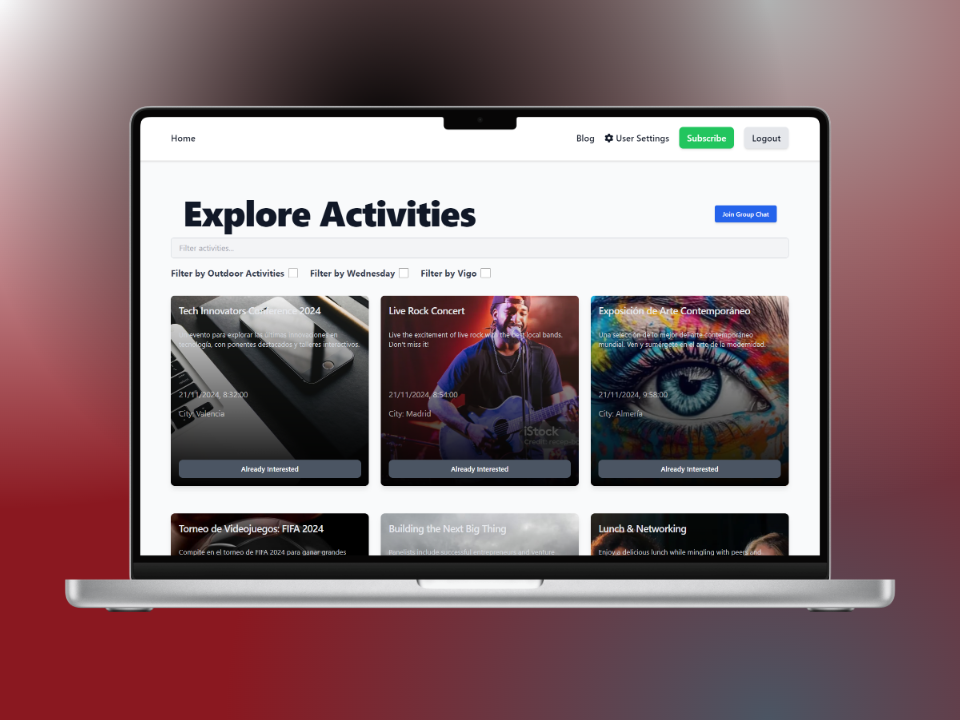 Home
Blog
User Settings
Subscribe
Logout
Explore Activities
Join Group Chat
Filter activities...
Filter by Outdoor Activities
Filter by Wednesday
Filter by Vigo
Tech Innovators Conference 2024
evento para explorar las últimas innovaciones en
tecnología, con ponentes destacados y talleres interactivos.
21/11/2024, 8:32:00
City: Valencia
Already Interested
Live Rock Concert
Live the excitement of live rock with the best local bands.
Don't miss it!
21/11/2024, 8:54:00
City: Madrid
iStock
Already Interested
Exposición de Arte Contemporáneo
Una selección de lo mejor del arte contemporáneo
mundial. Ven y sumérgete en el arte de la modernidad.
21/11/2024, 9:58:00
City: Almería
Already Interested
Torneo de Videojuegos: FIFA 2024
Compite en el torneo de FIFA 2024 para ganar grandes
Building the Next Big Thing
Panelists include successful entrepreneurs and venture
Lunch & Networking
Enjoy a delicious lunch while mingling with peers and